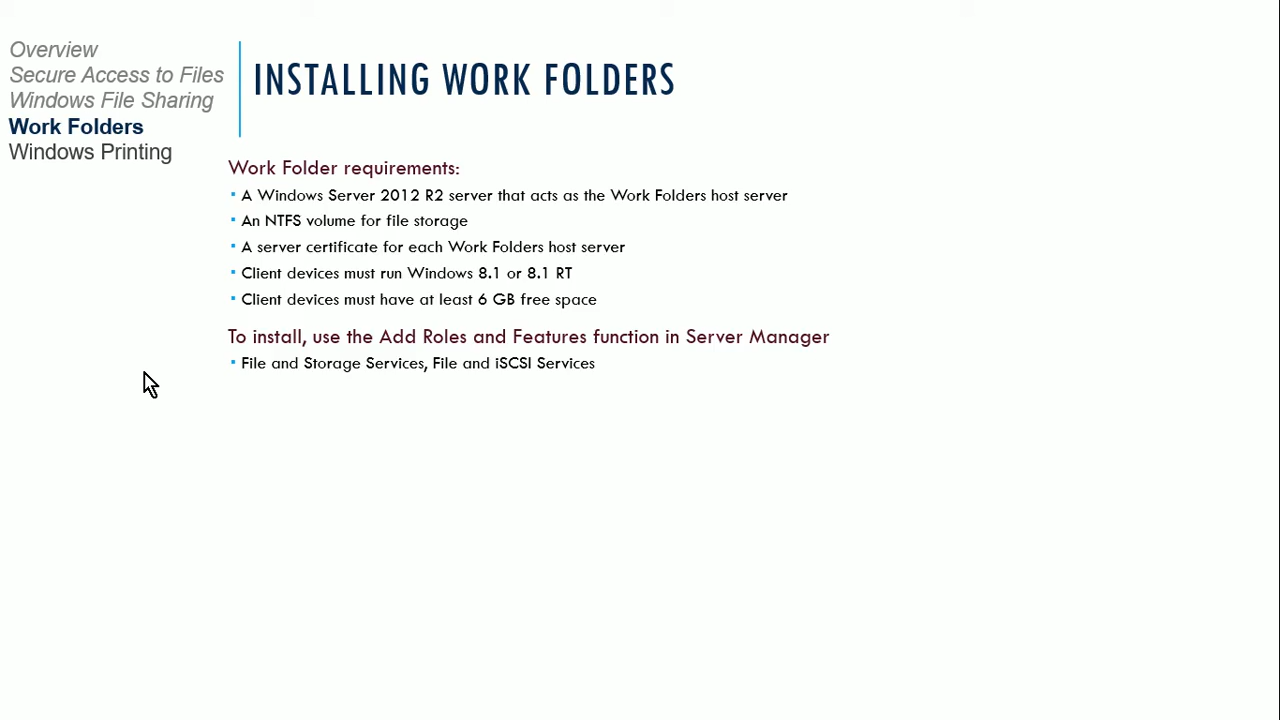 Overview
Secure Access to Files
Windows File Sharing
Work Folders
Windows Printing
INSTALLING WORK FOLDERS
Work Folder requirements:
▪ A Windows Server 2012 R2 server that acts as the Work Folders host server
▪ An NTFS volume for file storage
▪ A server certificate for each Work Folders host server
▪ Client devices must run Windows 8.1 or 8.1 RT
▪ Client devices must have at least 6 GB free space
To install, use the Add Roles and Features function in Server Manager
▪ File and Storage Services, File and iSCSI Services